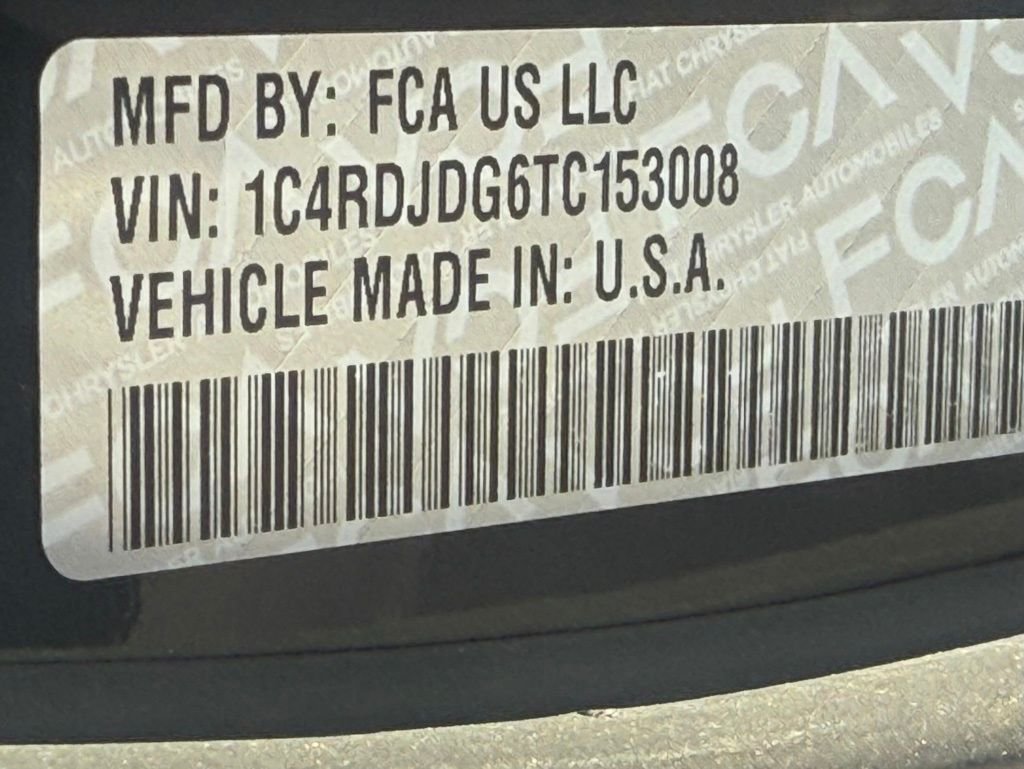 MFD BY: FCA US LLC
VIN: 1C4RDJDG6TC153008
VEHICLE MADE IN: U.S.A.